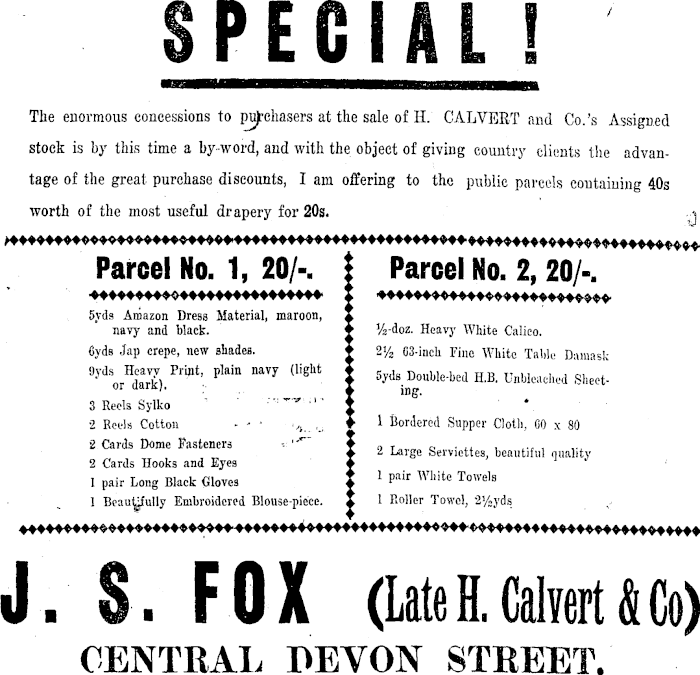 SPECIAL!
The enormous concessions to purchasers at the sale of H. CALVERT and Co.'s Assigned
stock is by this time a by-word, and with the object of giving country clients the advan-
tage of the great purchase discounts, I am offering to the public parcels containing 40s
worth of the most useful drapery for 20s.
Parcel No. 1, 20/-.
5yds Amazon Dress Material, maroon,
navy and black.
6yds Jap crepe, new shades.
9yds Heavy Print, plain navy (light
or dark).
3 Reels Sylko
2 Reels Cotton
2 Cards Dome Fasteners
2 Cards Hooks and Eyes
1 pair Long Black Gloves
1 Beautifully Embroidered Blouse-piece.
Parcel No. 2, 20/-.
½-doz. Heavy White Calico.
2½ 63-inch Fine White Table Damask
5yds Double-bed H.B. Unbleached Sheet-
ing.
1 Bordered Supper Cloth, 60 x 80
2 Large Serviettes, beautiful quality
1 pair White Towels
1 Roller Towel, 2½yds
J. S. FOX (Late H. Calvert & Co)
CENTRAL DEVON STREET.